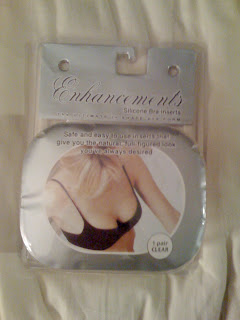 Enhancements
Silicone Bra Inserts
Safe and easy to use inserts that
give you the natural, full-figured look
you've always desired
1 pair
CLEAR